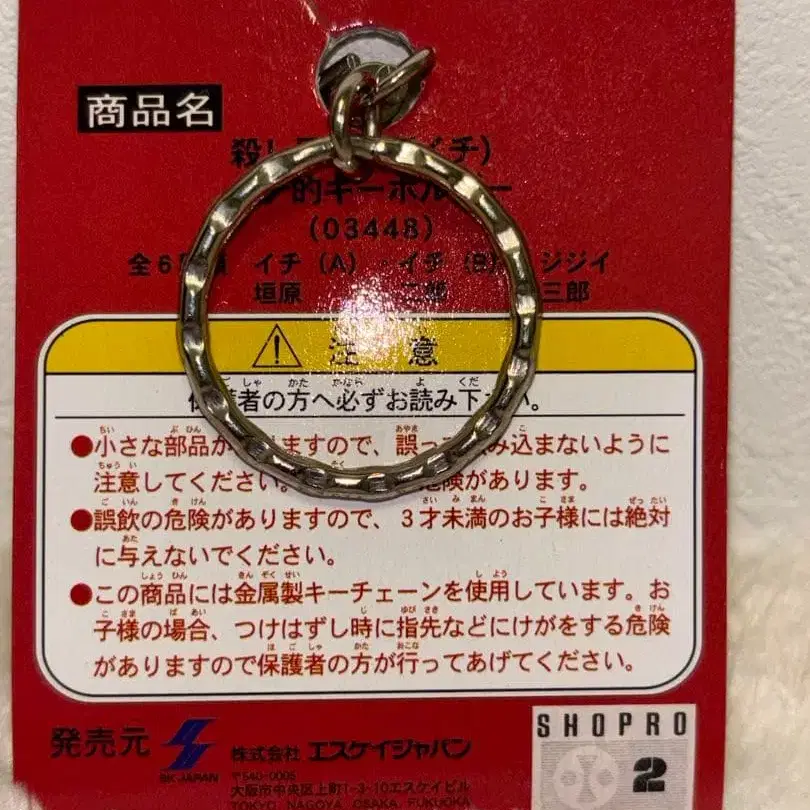 商品名
殺し イチ)
的キーホル ー
(03448)
全6 イチ(A)・イチ(B) ジジイ
垣原 二郎 三郎
注意
保護者の方へ必ずお読み下さい。
●小さな部品が ますので、誤っ 込まないように
注意してください。 危険があります。
●誤飲の危険がありますので、3才未満のお子様には絶対
に与えないでください。
●この商品には金属製キーチェーンを使用しています。お
子様の場合、つけはずし時に指先などにけがをする危険
がありますので保護者の方が行ってあげてください。
発売元 SK JAPAN 株式会社 エスケイジャパン
〒540-0005
大阪市中央区上町1-3-10エスケイビル
TOKYO, NAGOYA, OSAKA, FUKUOKA
SHOPRO
2